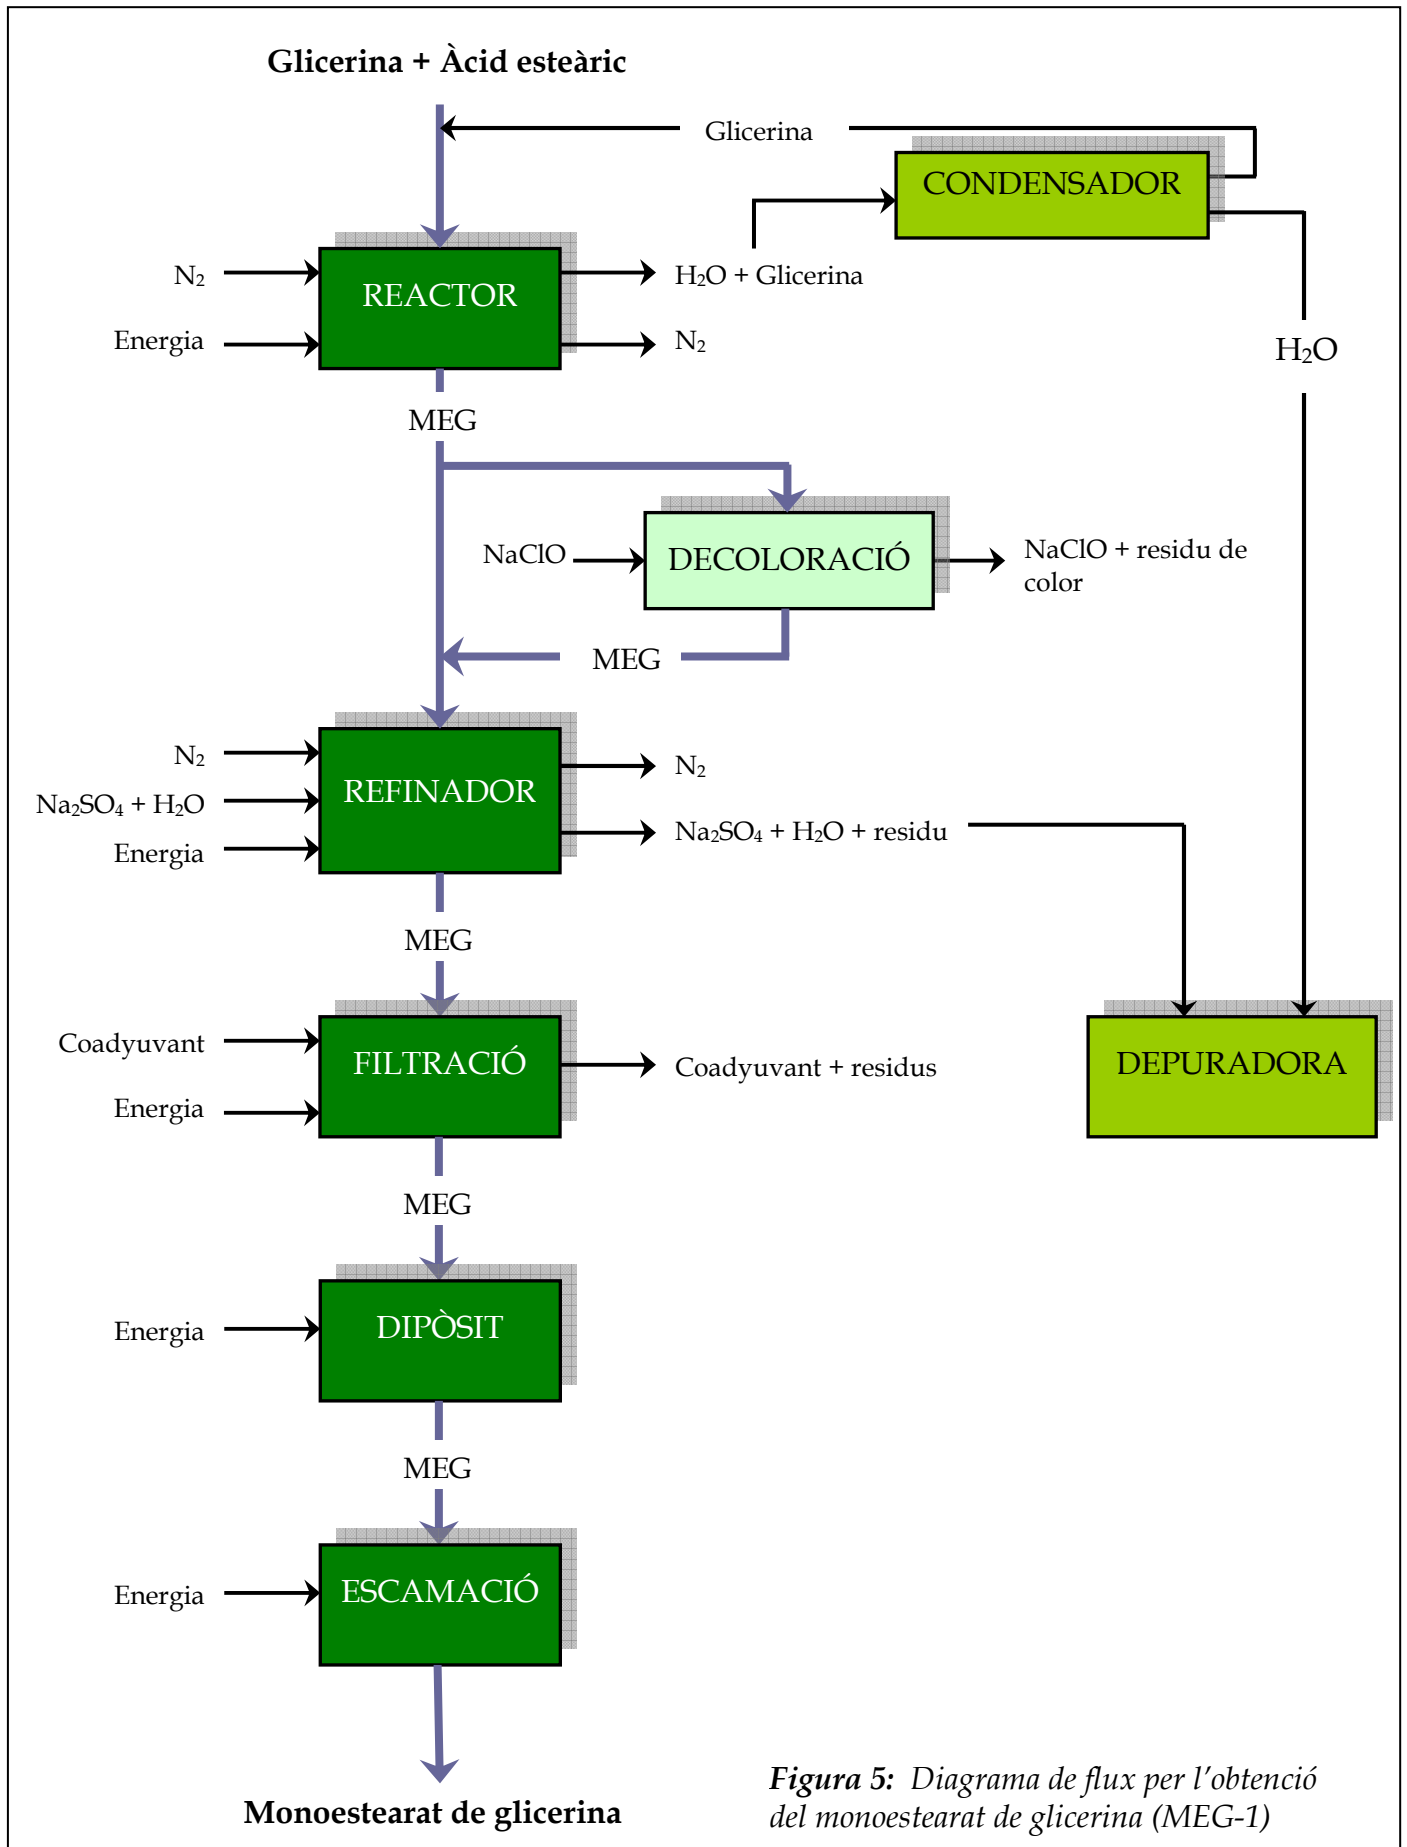 Glicerina + Àcid esteàric
Glicerina
CONDENSADOR
N₂
REACTOR
H₂O + Glicerina
Energia
N₂
H₂O
MEG
NaClO
DECOLORACIÓ
NaClO + residu de
color
MEG
N₂
REFINADOR
N₂
Na₂SO₄ + H₂O
Na₂SO₄ + H₂O + residu
Energia
MEG
Coadyuvant
FILTRACIÓ
Coadyuvant + residus
DEPURADORA
Energia
MEG
Energia
DIPÒSIT
MEG
Energia
ESCAMACIÓ
Monoestearat de glicerina
Figura 5: Diagrama de flux per l’obtenció
del monoestearat de glicerina (MEG-1)